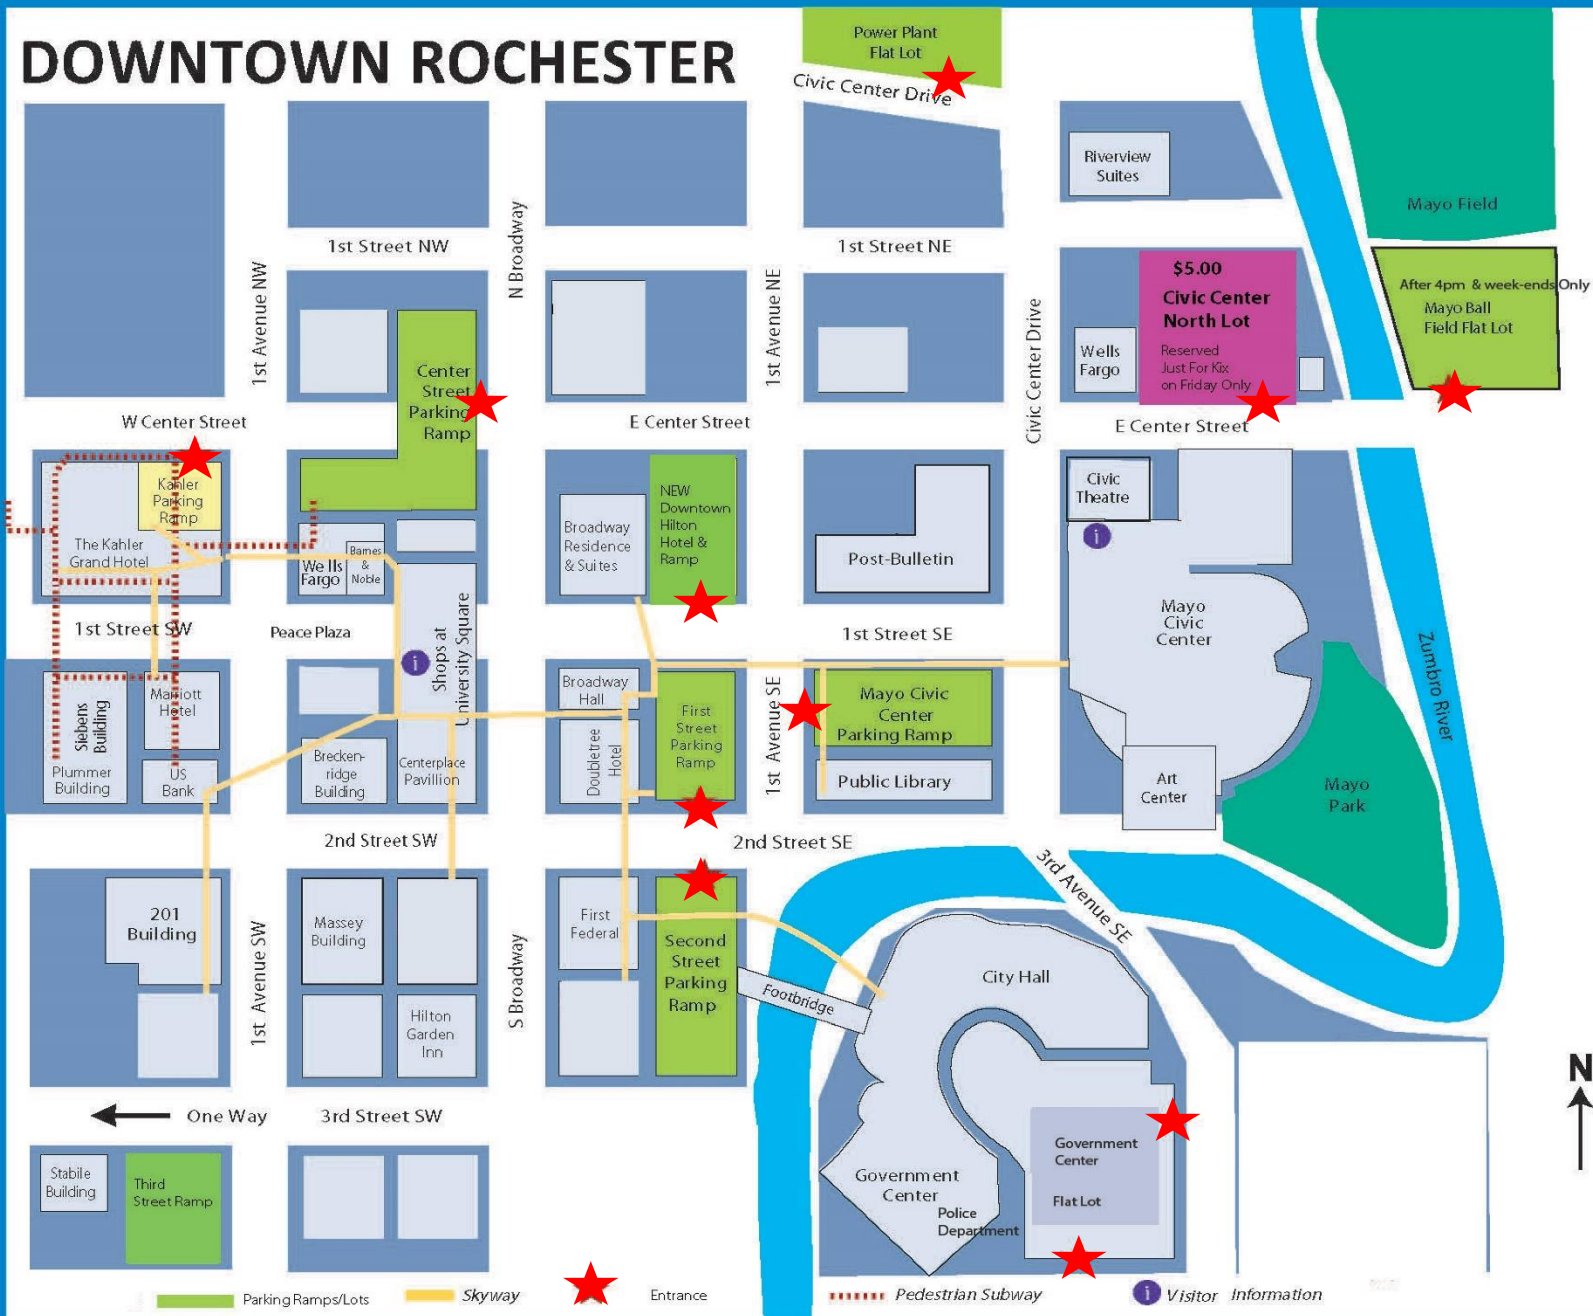 DOWNTOWN ROCHESTER
Power Plant
Flat Lot
Civic Center Drive
Riverview
Suites
Mayo Field
1st Street NW
N Broadway
1st Street NE
1st Avenue NW
1st Avenue NE
Civic Center Drive
$5.00
Civic Center
North Lot
Reserved
Just For Kix
on Friday Only
After 4pm & week-ends Only
Mayo Ball
Field Flat Lot
Wells
Fargo
Center
Street
Parking
Ramp
W Center Street
E Center Street
E Center Street
Kahler
Parking
Ramp
The Kahler
Grand Hotel
Wells
Fargo
Barnes
&
Noble
Broadway
Residence
& Suites
NEW
Downtown
Hilton
Hotel &
Ramp
Post-Bulletin
Civic
Theatre
i
Mayo
Civic
Center
1st Street SW
Peace Plaza
Shops at
University Square
i
1st Street SE
Zumbro River
Siebens
Building
Marriott
Hotel
Plummer
Building
US
Bank
Brecken-
ridge
Building
Centerplace
Pavillion
Broadway
Hall
Doubletree
Hotel
First
Street
Parking
Ramp
1st Avenue SE
Mayo Civic
Center
Parking Ramp
Public Library
Art
Center
Mayo
Park
2nd Street SW
2nd Street SE
3rd Avenue SE
201
Building
1st Avenue SW
Massey
Building
Hilton
Garden
Inn
S Broadway
First
Federal
Second
Street
Parking
Ramp
Footbridge
City Hall
N
One Way
3rd Street SW
Stabile
Building
Third
Street Ramp
Government
Center
Police
Department
Government
Center
Flat Lot
Parking Ramps/Lots
Skyway
Entrance
Pedestrian Subway
i
Visitor Information